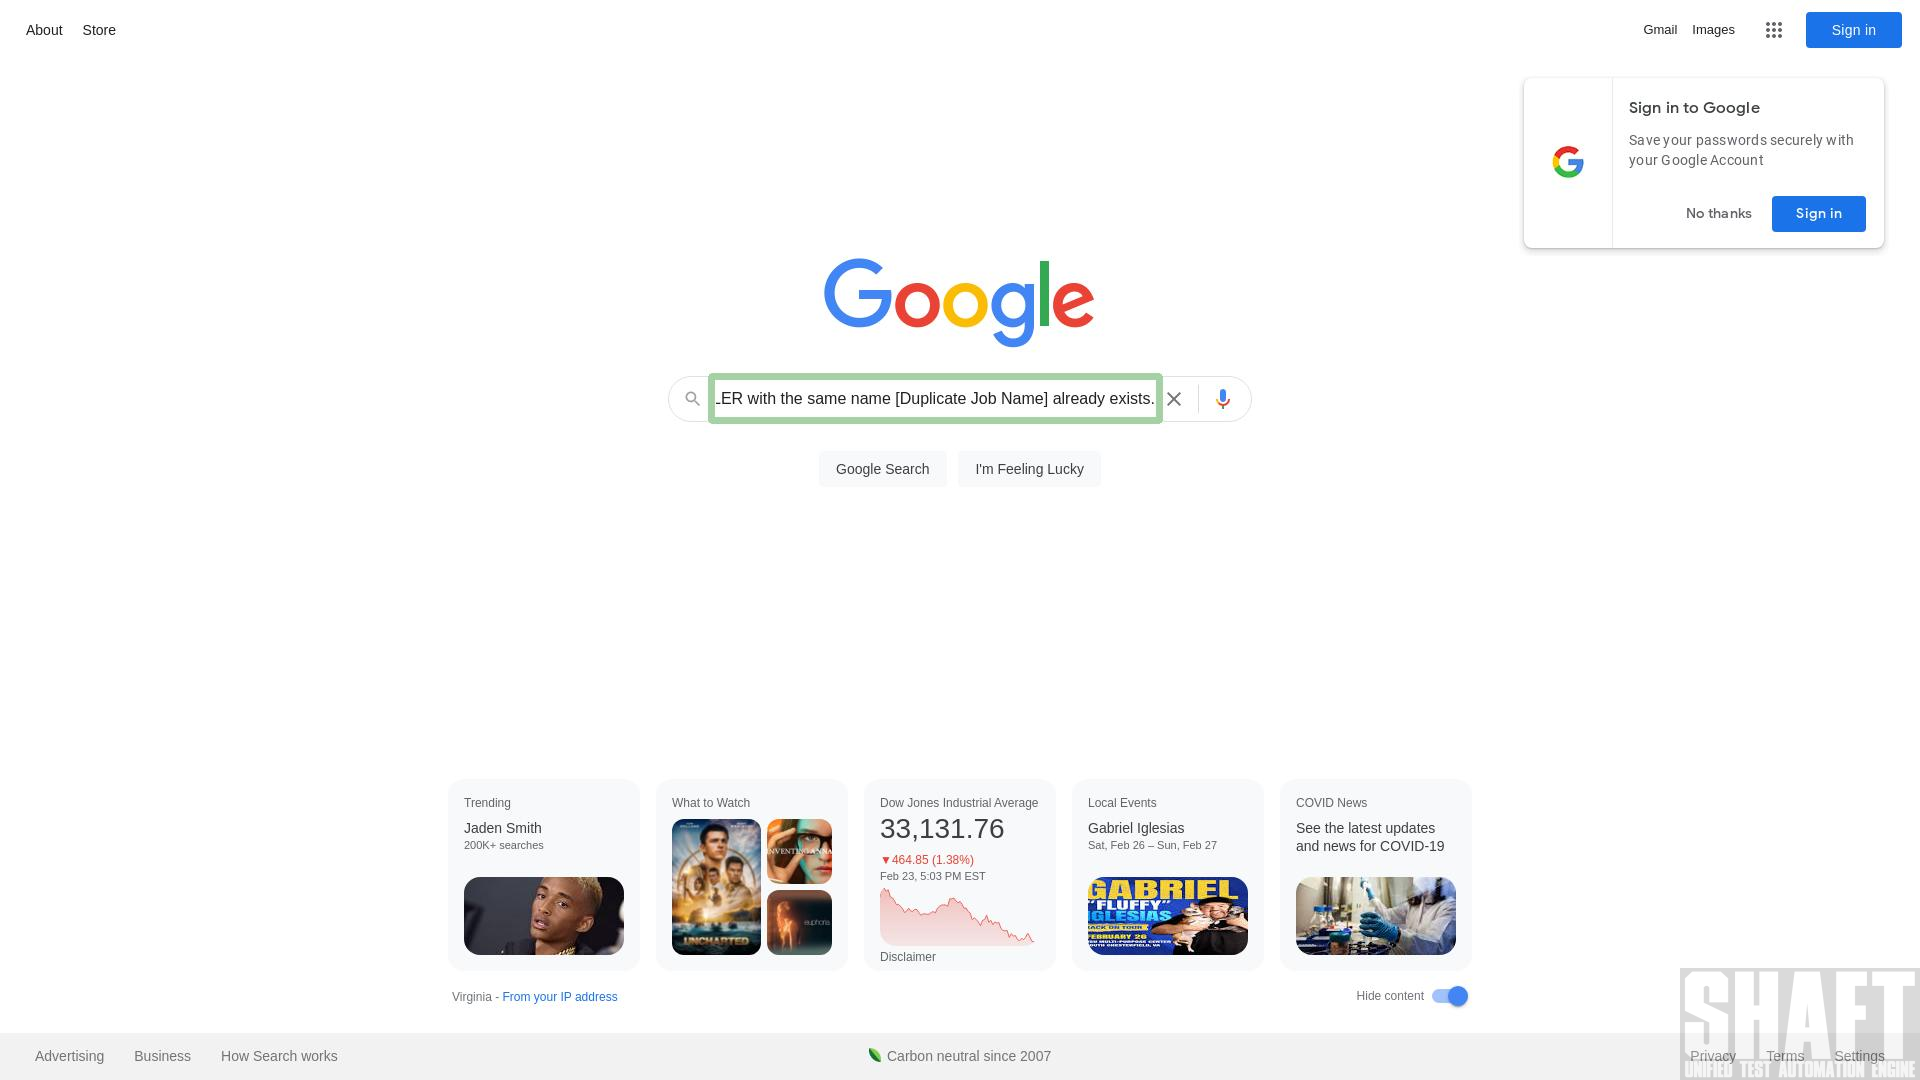 About Store
Gmail Images Sign in
Sign in to Google
Save your passwords securely with
your Google Account
No thanks Sign in
Google
LER with the same name [Duplicate Job Name] already exists.
Google Search I'm Feeling Lucky
Trending
Jaden Smith
200K+ searches
What to Watch
INVENTING ANNA
euphoria
UNCHARTED
Dow Jones Industrial Average
33,131.76
▼464.85 (1.38%)
Feb 23, 5:03 PM EST
Disclaimer
Local Events
Gabriel Iglesias
Sat, Feb 26 – Sun, Feb 27
GABRIEL
"FLUFFY"
IGLESIAS
BACK ON TOUR
FEBRUARY 26
COVID News
See the latest updates
and news for COVID-19
Virginia - From your IP address
Hide content
SHAFT
UNIFIED TEST AUTOMATION ENGINE
Advertising Business How Search works
Carbon neutral since 2007
Privacy Terms Settings